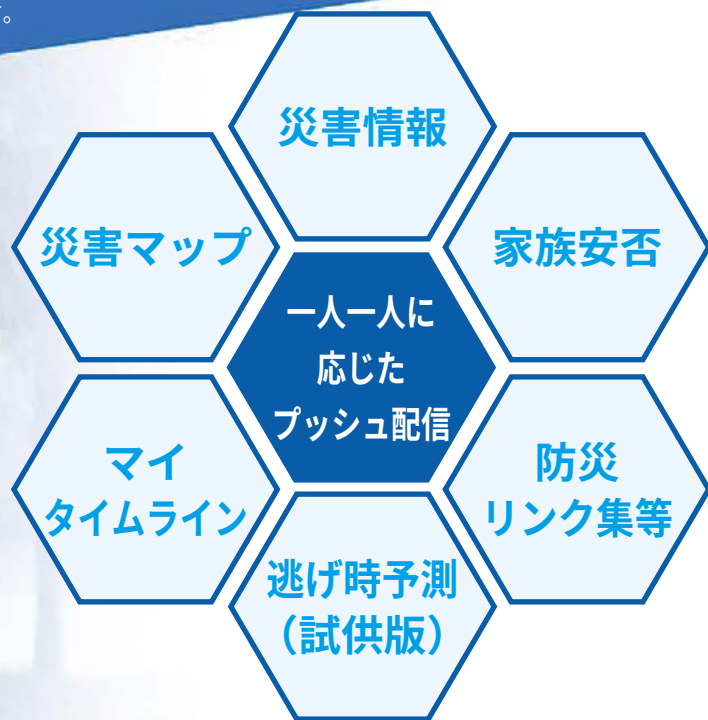 。
災害情報
災害マップ
家族安否
一人一人に
応じた
プッシュ配信
マイ
タイムライン
防災
リンク集等
逃げ時予測
（試供版）